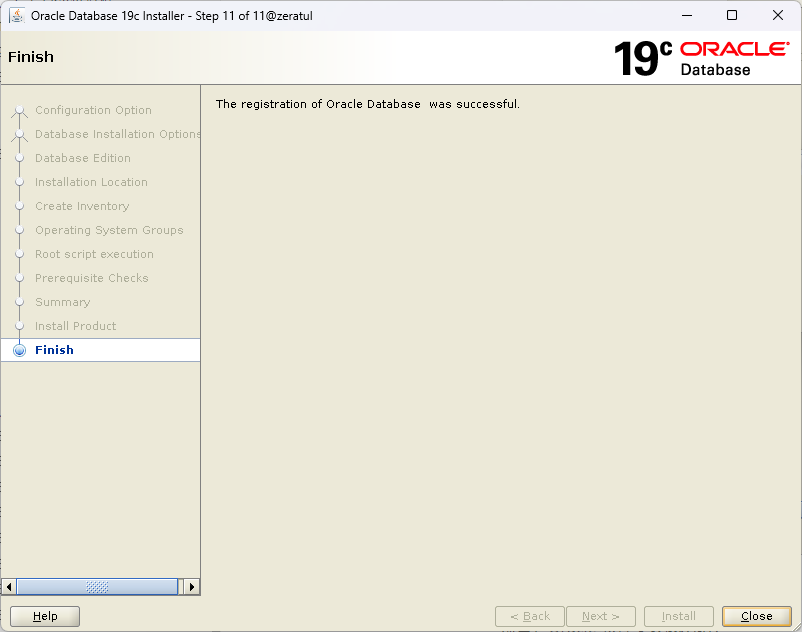 Oracle Database 19c Installer - Step 11 of 11@zeratul
Finish
19c ORACLE
Database
Configuration Option
Database Installation Options
Database Edition
Installation Location
Create Inventory
Operating System Groups
Root script execution
Prerequisite Checks
Summary
Install Product
Finish
The registration of Oracle Database was successful.
Help
< Back
Next >
Install
Close